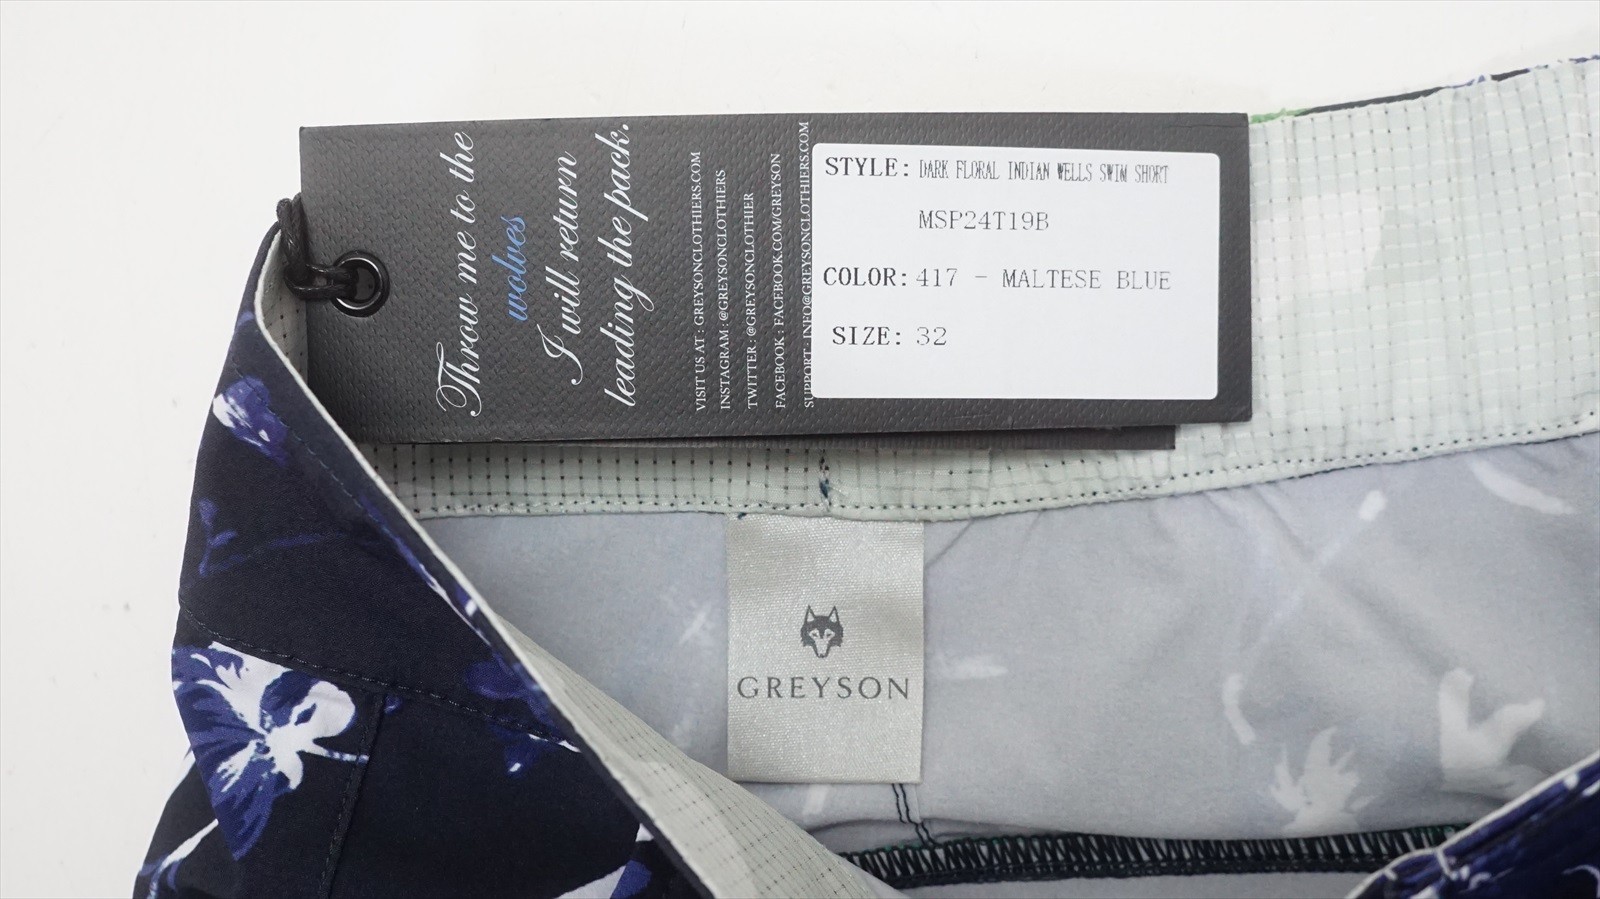 Throw me to the
wolves
I will return
leading the pack.
VISIT US AT : GREYSONCLOTHIERS.COM
INSTAGRAM : @GREYSONCLOTHIERS
TWITTER : @GREYSONCLOTHIER
FACEBOOK : FACEBOOK.COM/GREYSON
SUPPORT : INFO@GREYSONCLOTHIERS.COM
STYLE: DARK FLORAL INDIAN WELLS SWIM SHORT
MSP24T19B
COLOR: 417 - MALTESE BLUE
SIZE: 32
GREYSON